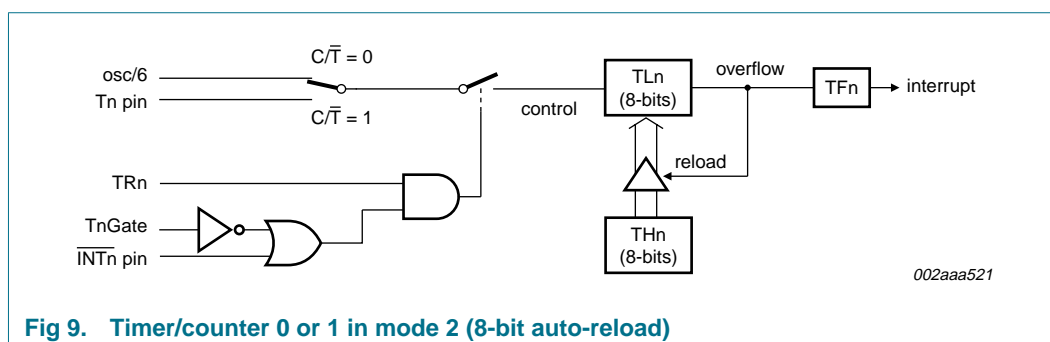 C/T̅ = 0
osc/6
Tn pin
C/T̅ = 1
control
TLn
(8-bits)
overflow
TFn
interrupt
reload
TRn
TnGate
I̅N̅T̅n̅ pin
THn
(8-bits)
002aaa521
Fig 9. Timer/counter 0 or 1 in mode 2 (8-bit auto-reload)